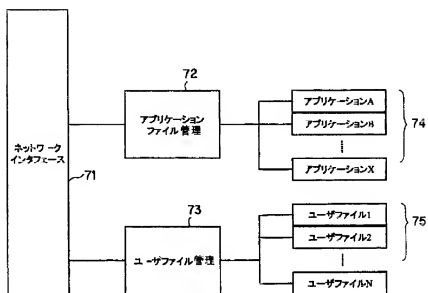 72
アプリケーション
ファイル管理
アプリケーションA
アプリケーションB
アプリケーションX
74
ネットワーク
インタフェース
71
73
ユーザファイル管理
ユーザファイル1
ユーザファイル2
ユーザファイルN
75